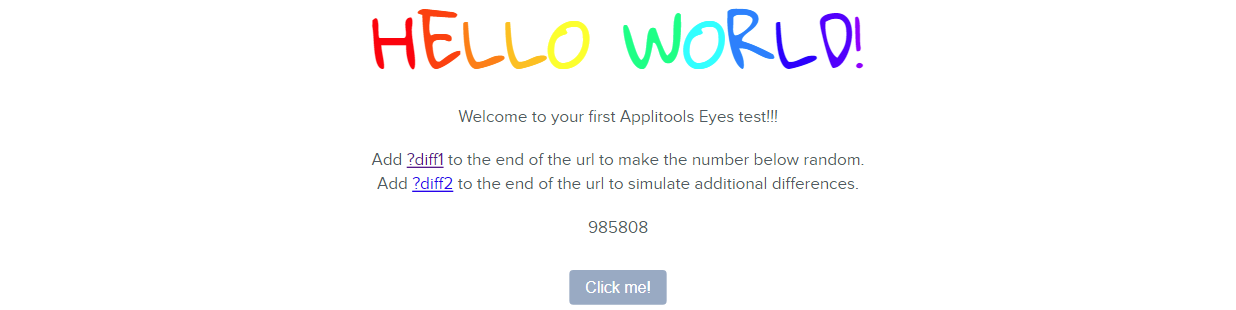 HELLO WORLD!
Welcome to your first Applitools Eyes test!!!
Add ?diff1 to the end of the url to make the number below random.
Add ?diff2 to the end of the url to simulate additional differences.
985808
Click me!